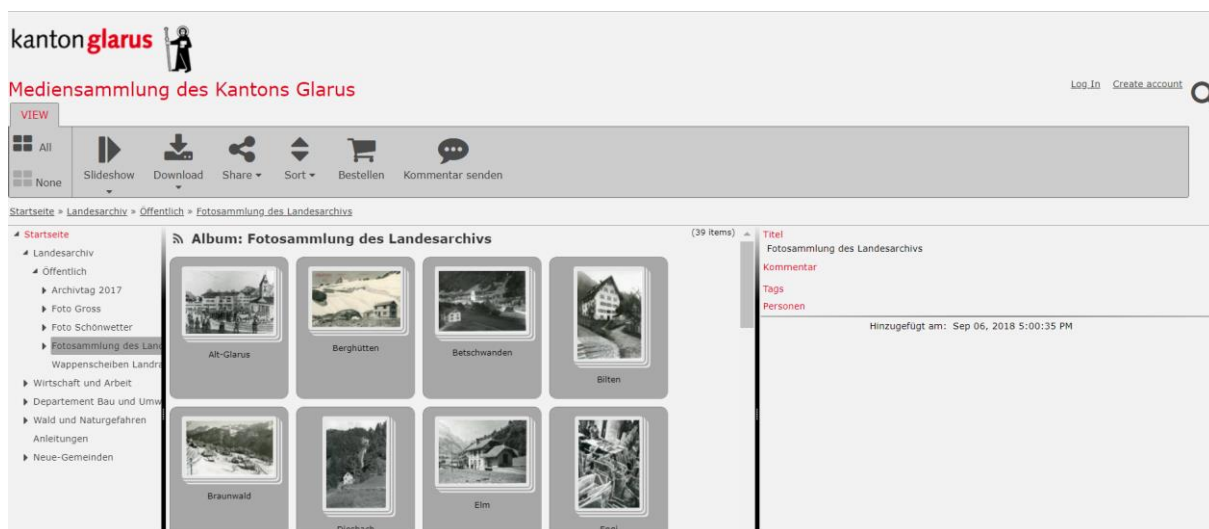 kantonglarus
Mediensammlung des Kantons Glarus
Log In Create account
VIEW
All
None
Slideshow
Download
Share
Sort
Bestellen
Kommentar senden
Startseite » Landesarchiv » Öffentlich » Fotosammlung des Landesarchivs
Startseite
Landesarchiv
Öffentlich
Archivtag 2017
Foto Gross
Foto Schönwetter
Fotosammlung des Land
Wappenscheiben Landra
Wirtschaft und Arbeit
Departement Bau und Umw
Wald und Naturgefahren
Anleitungen
Neue-Gemeinden
Album: Fotosammlung des Landesarchivs
(39 items)
Alt-Glarus
Berghütten
Betschwanden
Bilten
Braunwald
Diesbach
Elm
Engi
Titel
Fotosammlung des Landesarchivs
Kommentar
Tags
Personen
Hinzugefügt am: Sep 06, 2018 5:00:35 PM